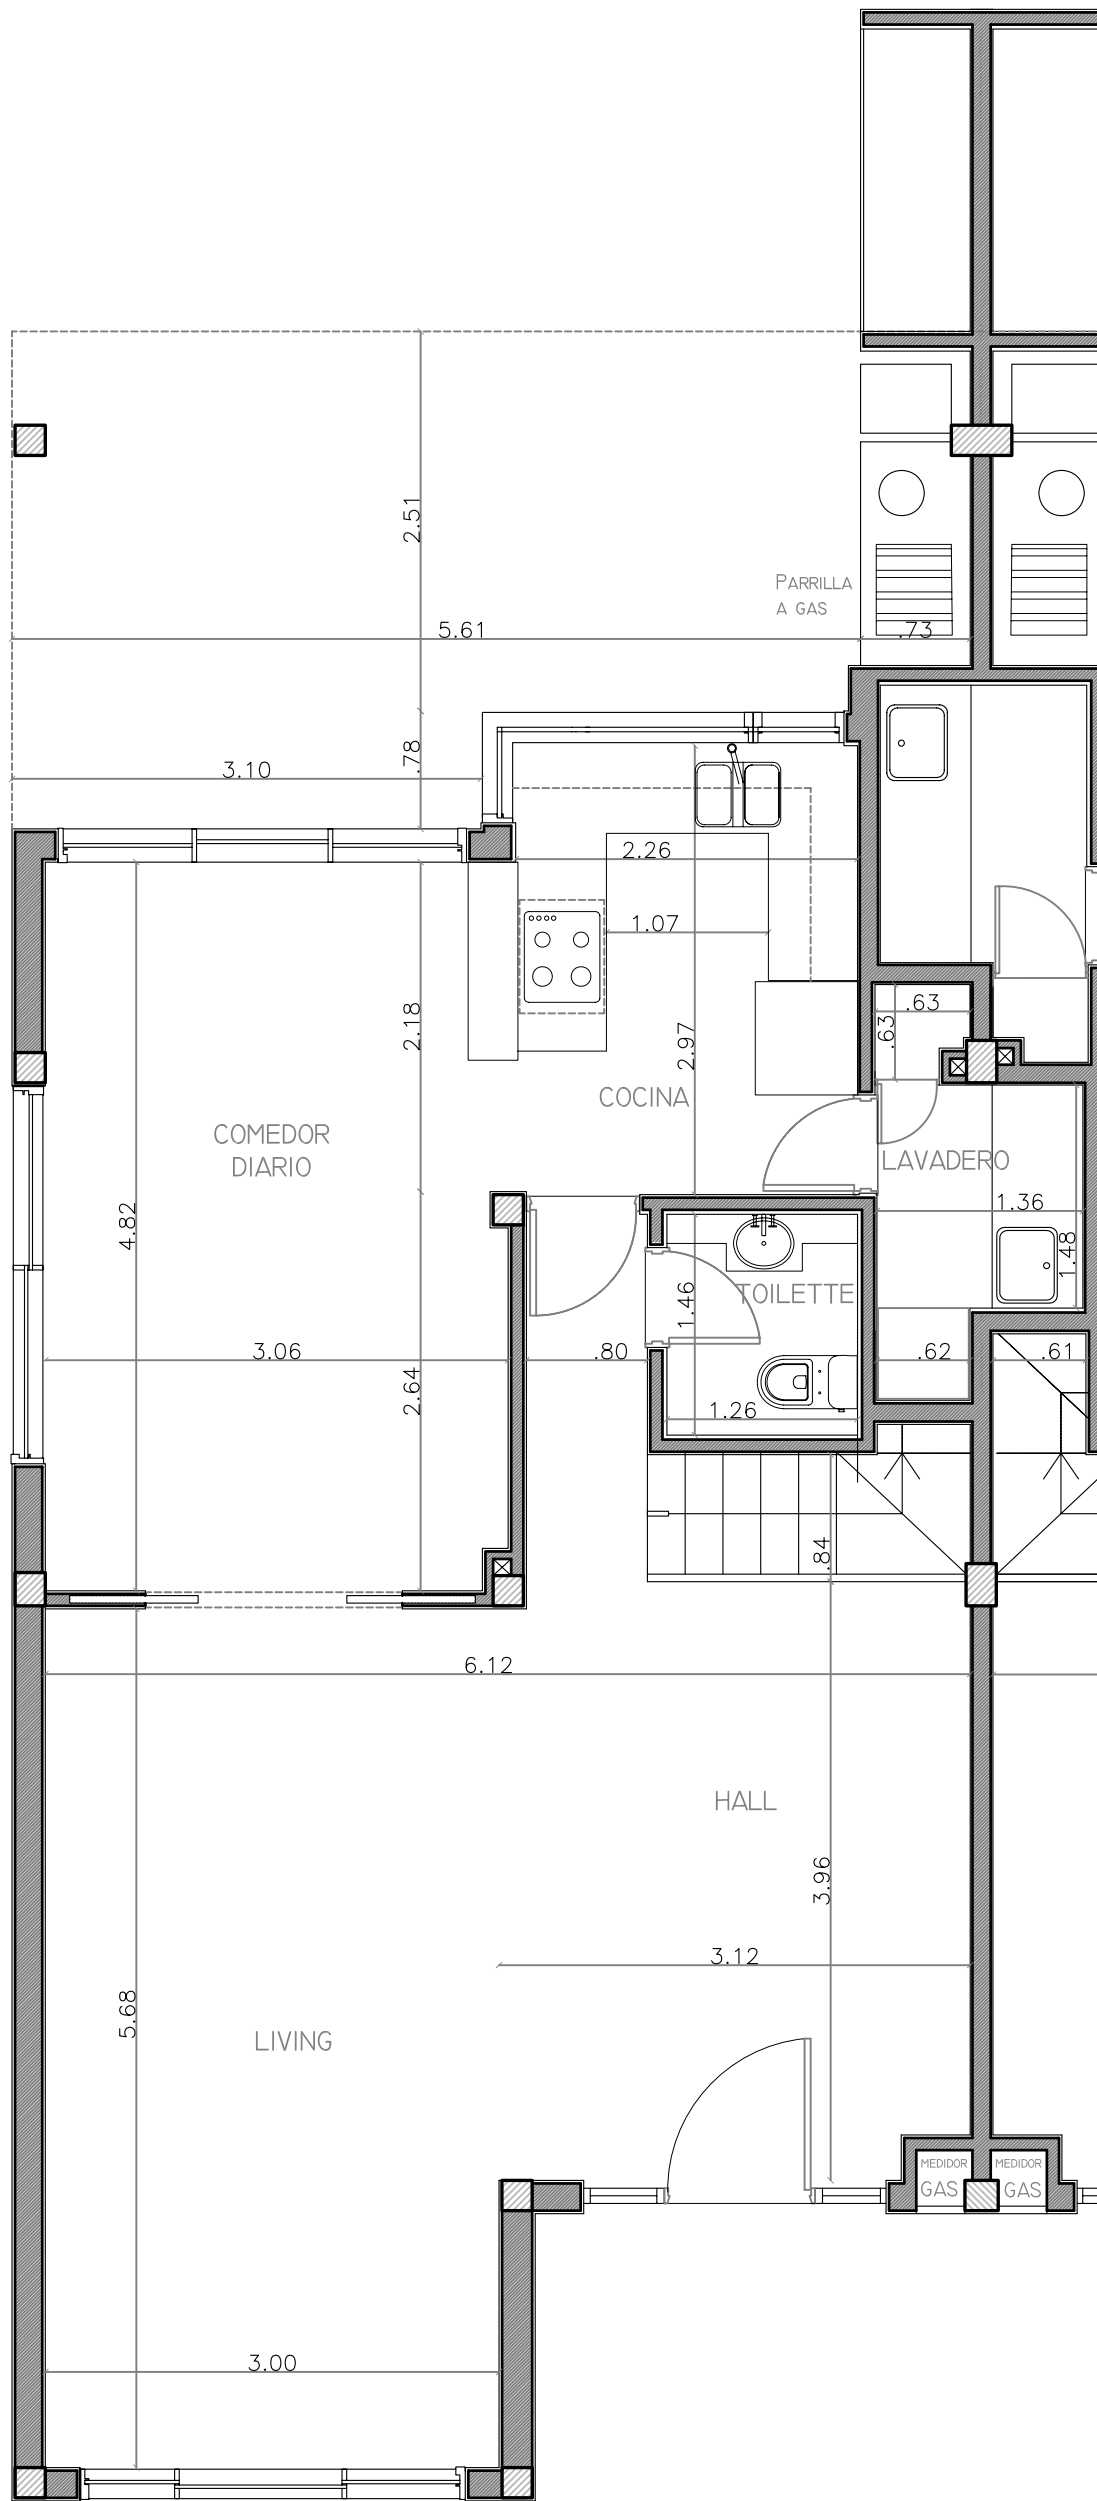 2.51
PARRILLA
A GAS
5.61
.73
.78
3.10
2.26
1.07
2.18
.63
.63
2.97
COCINA
COMEDOR
DIARIO
LAVADERO
1.36
4.82
1.48
TOILETTE
1.46
3.06
.80
.62
.61
2.64
1.26
.84
6.12
HALL
3.96
3.12
5.68
LIVING
MEDIDOR
GAS
MEDIDOR
GAS
3.00